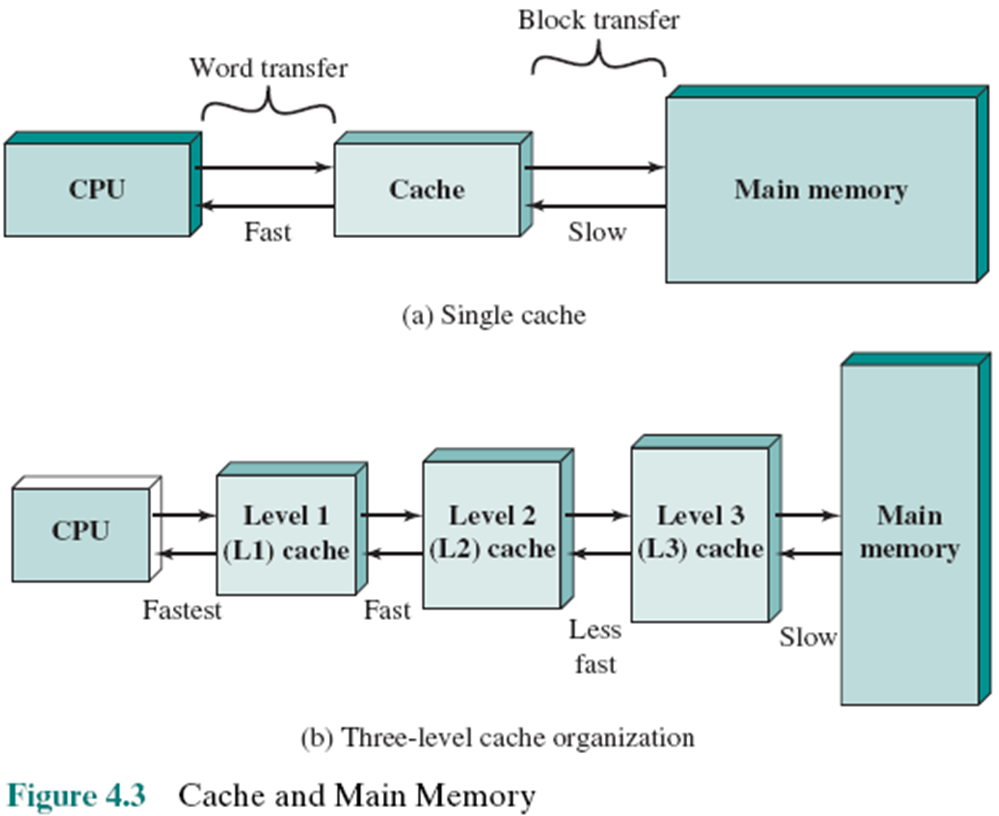 Block transfer
Word transfer
CPU
Cache
Main memory
Fast
Slow
(a) Single cache
CPU
Level 1
(L1) cache
Level 2
(L2) cache
Level 3
(L3) cache
Main
memory
Fastest
Fast
Less
fast
Slow
(b) Three-level cache organization
Figure 4.3 Cache and Main Memory